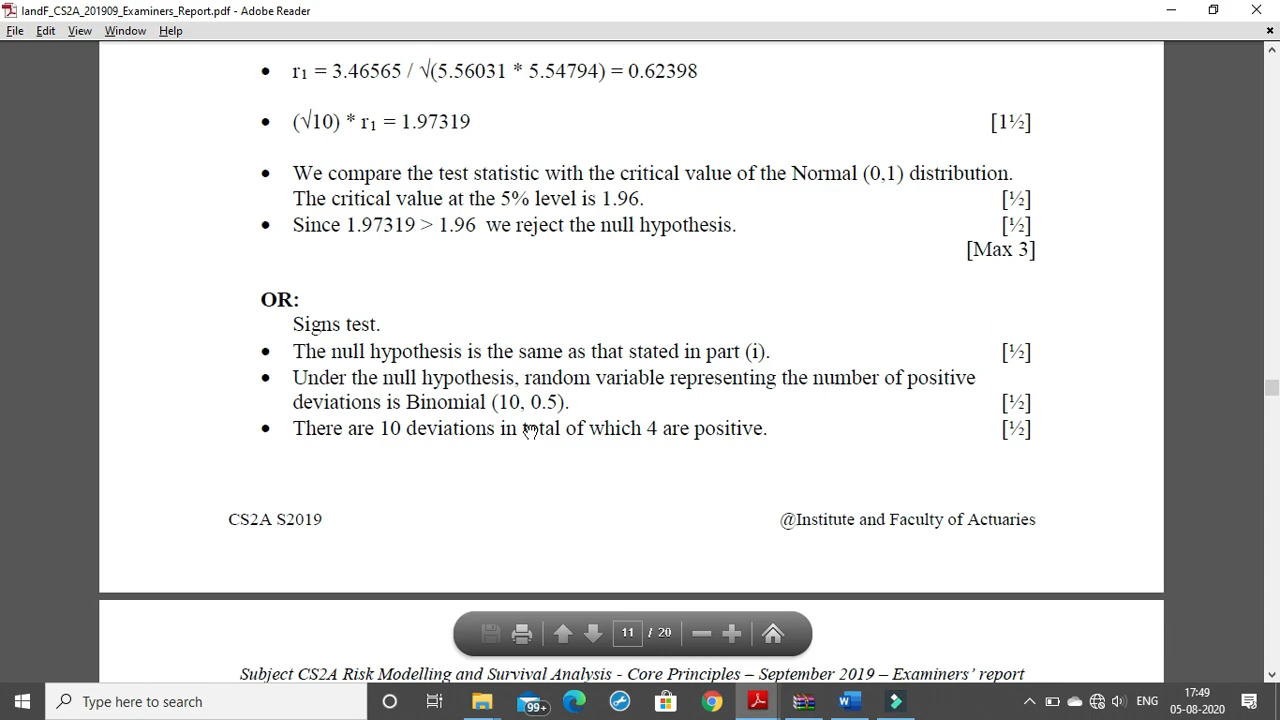 IandF_CS2A_201909_Examiners_Report.pdf - Adobe Reader
File Edit View Window Help
• r₁ = 3.46565 / √(5.56031 * 5.54794) = 0.62398
• (√10) * r₁ = 1.97319 [1½]
• We compare the test statistic with the critical value of the Normal (0,1) distribution.
The critical value at the 5% level is 1.96. [½]
• Since 1.97319 > 1.96 we reject the null hypothesis. [½]
[Max 3]
OR:
Signs test.
• The null hypothesis is the same as that stated in part (i). [½]
• Under the null hypothesis, random variable representing the number of positive
deviations is Binomial (10, 0.5). [½]
• There are 10 deviations in total of which 4 are positive. [½]
CS2A S2019 @Institute and Faculty of Actuaries
11 / 20
Subject CS2A Risk Modelling and Survival Analysis - Core Principles – September 2019 – Examiners’ report
Type here to search 99+ ENG 17:49
05-08-2020